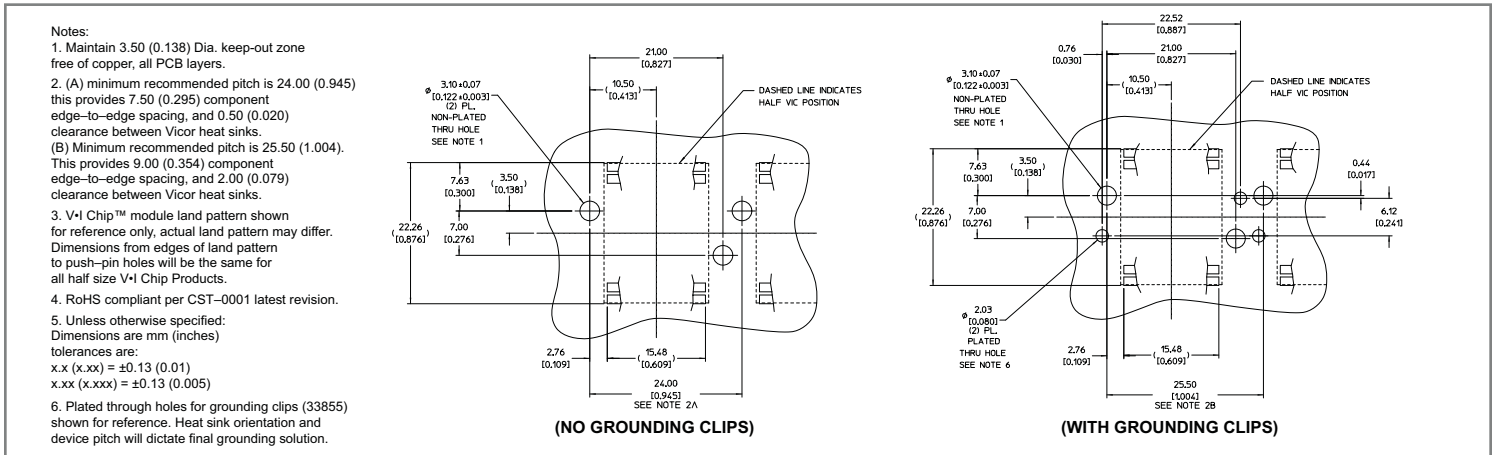 Notes:
1. Maintain 3.50 (0.138) Dia. keep-out zone
free of copper, all PCB layers.
2. (A) minimum recommended pitch is 24.00 (0.945)
this provides 7.50 (0.295) component
edge–to–edge spacing, and 0.50 (0.020)
clearance between Vicor heat sinks.
(B) Minimum recommended pitch is 25.50 (1.004).
This provides 9.00 (0.354) component
edge–to–edge spacing, and 2.00 (0.079)
clearance between Vicor heat sinks.
3. V•I Chip™ module land pattern shown
for reference only, actual land pattern may differ.
Dimensions from edges of land pattern
to push–pin holes will be the same for
all half size V•I Chip Products.
4. RoHS compliant per CST–0001 latest revision.
5. Unless otherwise specified:
Dimensions are mm (inches)
tolerances are:
x.x (x.xx) = ±0.13 (0.01)
x.xx (x.xxx) = ±0.13 (0.005)
6. Plated through holes for grounding clips (33855)
shown for reference. Heat sink orientation and
device pitch will dictate final grounding solution.
21.00
[0.827]
(10.50)
[0.413]
ø 3.10±0.07
[0.122±0.003]
(2) PL.
NON-PLATED
THRU HOLE
SEE NOTE 1
DASHED LINE INDICATES
HALF VIC POSITION
7.63
[0.300]
(3.50)
[0.138]
(22.26)
[0.876]
7.00
[0.276]
2.76
[0.109]
(15.48)
[0.609]
24.00
[0.945]
SEE NOTE 2A
(NO GROUNDING CLIPS)
22.52
[0.887]
0.76
[0.030]
21.00
[0.827]
(10.50)
[0.413]
ø 3.10±0.07
[0.122±0.003]
(2) PL.
NON-PLATED
THRU HOLE
SEE NOTE 1
DASHED LINE INDICATES
HALF VIC POSITION
7.63
[0.300]
(3.50)
[0.138]
0.44
[0.017]
(22.26)
[0.876]
7.00
[0.276]
6.12
[0.241]
ø 2.03
[0.080]
(2) PL.
PLATED
THRU HOLE
SEE NOTE 6
2.76
[0.109]
(15.48)
[0.609]
25.50
[1.004]
SEE NOTE 2B
(WITH GROUNDING CLIPS)